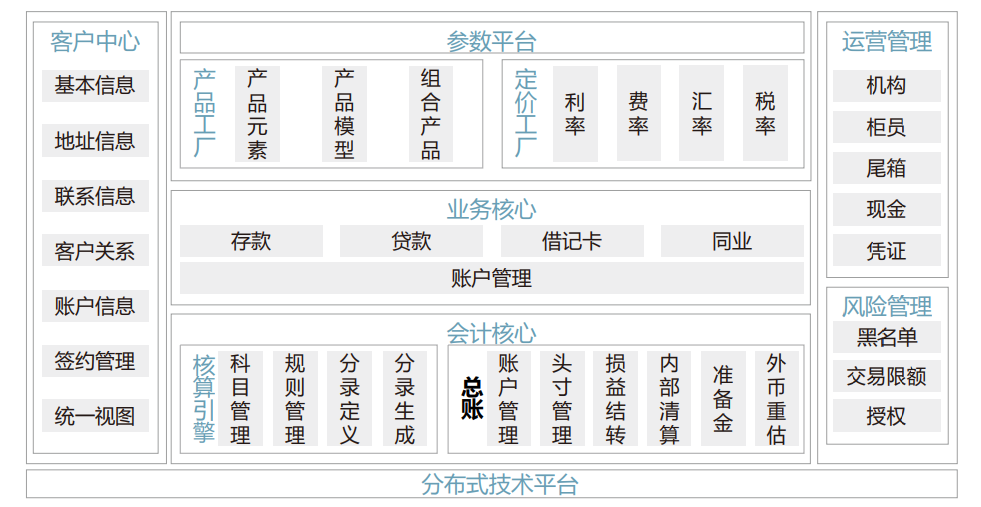 客户中心
基本信息
地址信息
联系信息
客户关系
账户信息
签约管理
统一视图
参数平台
产品工厂
产品元素
产品模型
组合产品
定价工厂
利率
费率
汇率
税率
业务核心
存款
贷款
借记卡
同业
账户管理
会计核心
核算引擎
科目管理
规则管理
分录定义
分录生成
总账
账户管理
头寸管理
损益结转
内部清算
准备金
外币重估
运营管理
机构
柜员
尾箱
现金
凭证
风险管理
黑名单
交易限额
授权
分布式技术平台